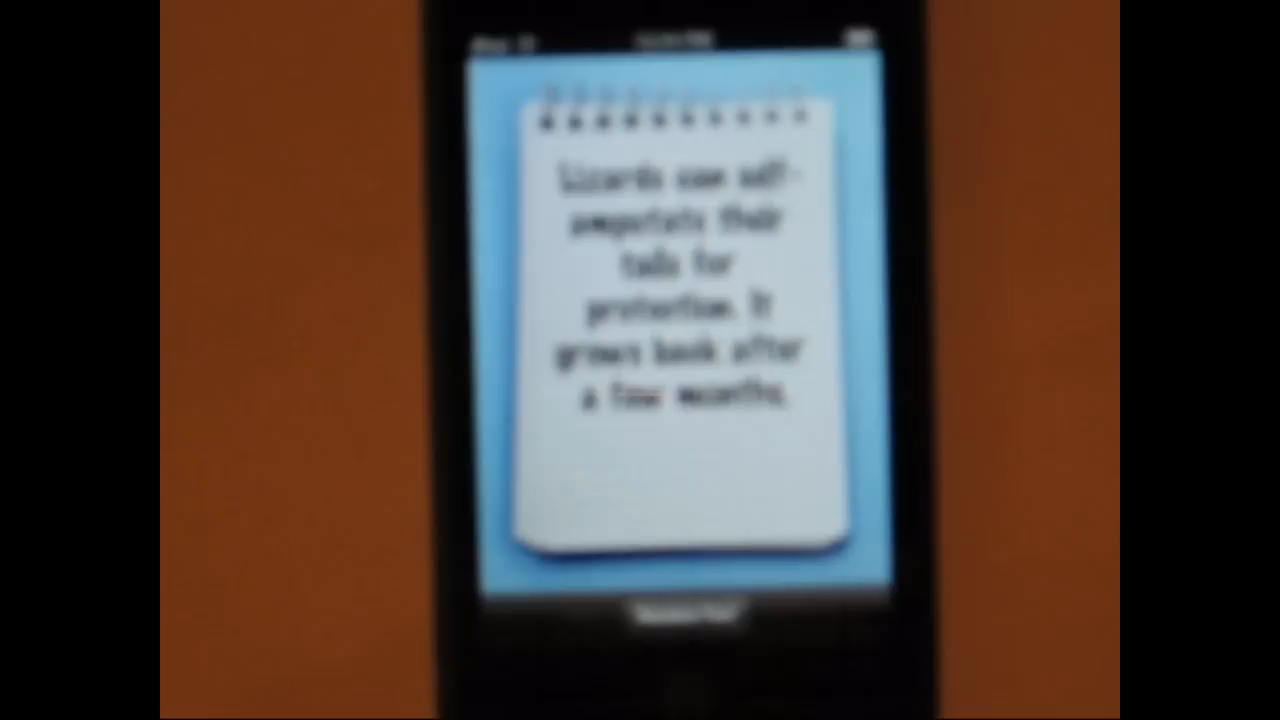 Lizards can self-
amputate their
tails for
protection. It
grows back after
a few months.